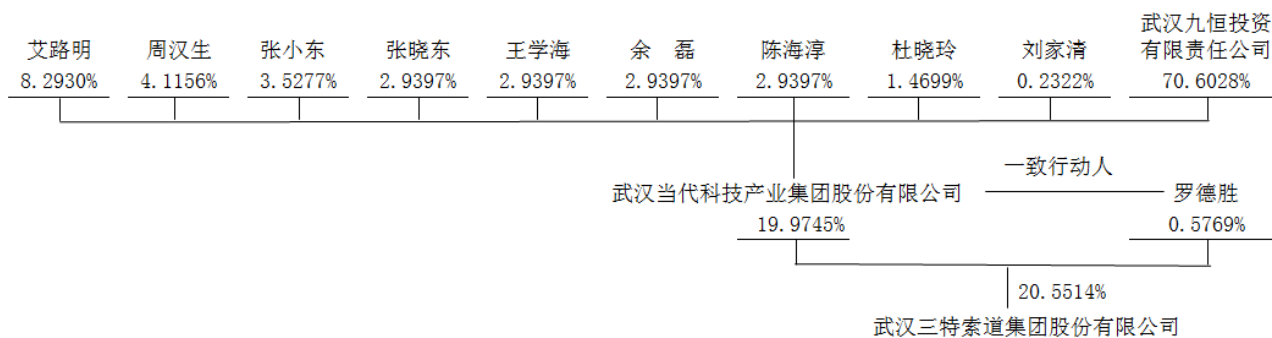 艾路明
周汉生
张小东
张晓东
王学海
余 磊
陈海淳
杜晓玲
刘家清
武汉九恒投资
有限责任公司
8.2930%
4.1156%
3.5277%
2.9397%
2.9397%
2.9397%
2.9397%
1.4699%
0.2322%
70.6028%
一致行动人
武汉当代科技产业集团股份有限公司
罗德胜
19.9745%
0.5769%
20.5514%
武汉三特索道集团股份有限公司